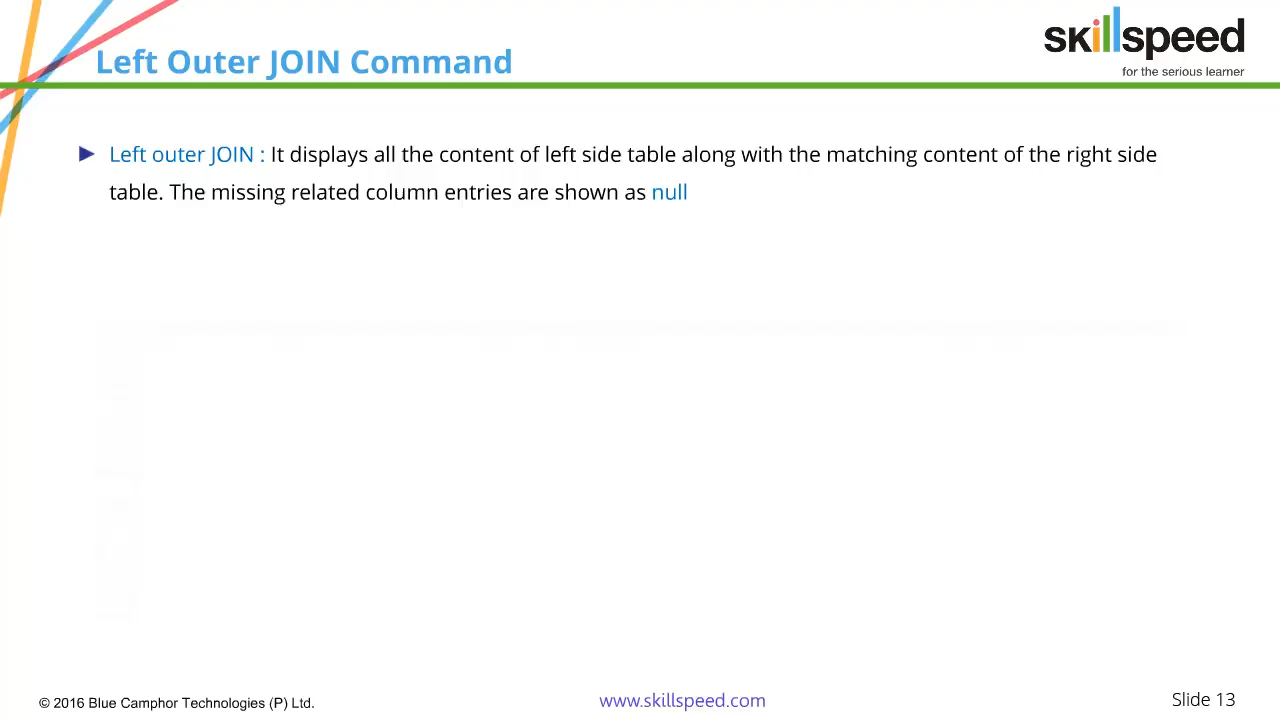 Left Outer JOIN Command
skillspeed
for the serious learner
► Left outer JOIN : It displays all the content of left side table along with the matching content of the right side
table. The missing related column entries are shown as null
© 2016 Blue Camphor Technologies (P) Ltd.
www.skillspeed.com
Slide 13